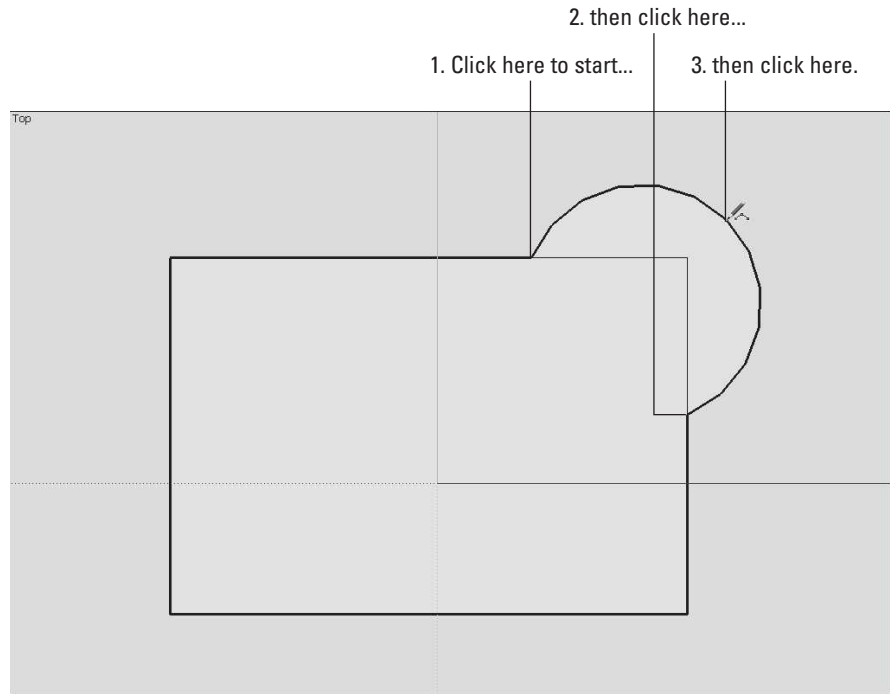 2. then click here...
1. Click here to start...
3. then click here.
Top